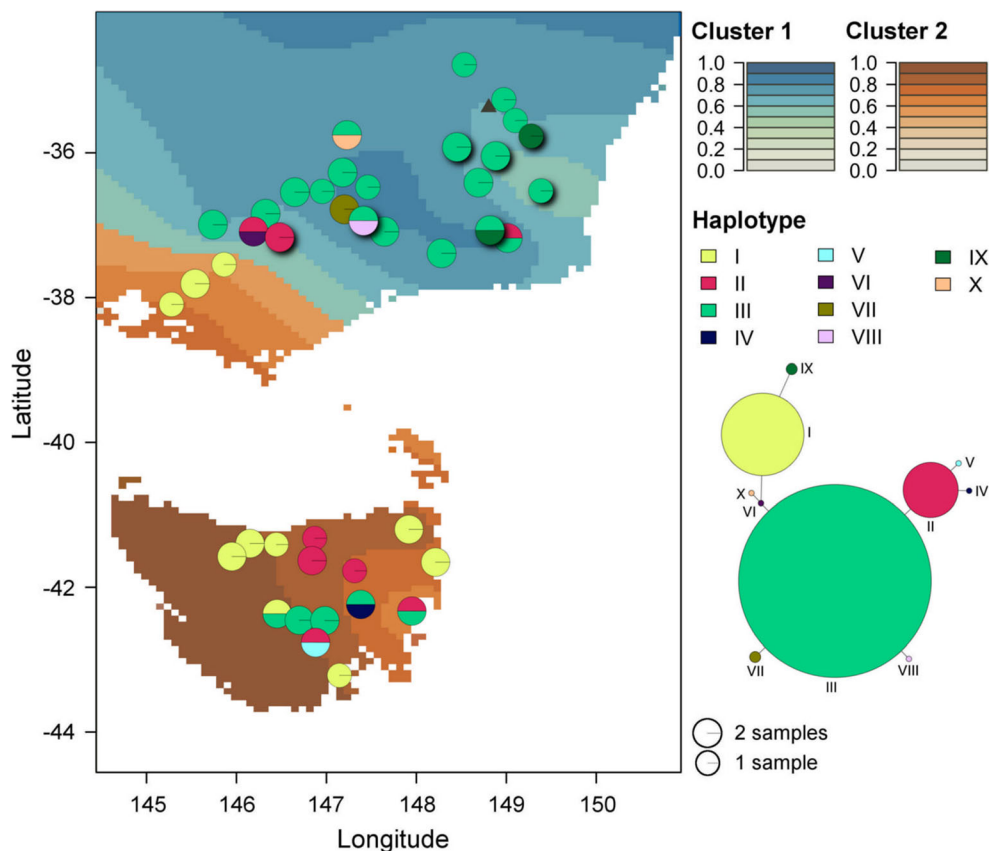 Cluster 1 Cluster 2
1.0 1.0
0.8 0.8
0.6 0.6
0.4 0.4
0.2 0.2
0.0 0.0
Haplotype
I V IX
II VI X
III VII
IV VIII
IX
I
V
IV
II
X
VI
VII
III
VIII
2 samples
1 sample
Latitude
-36
-38
-40
-42
-44
145 146 147 148 149 150
Longitude